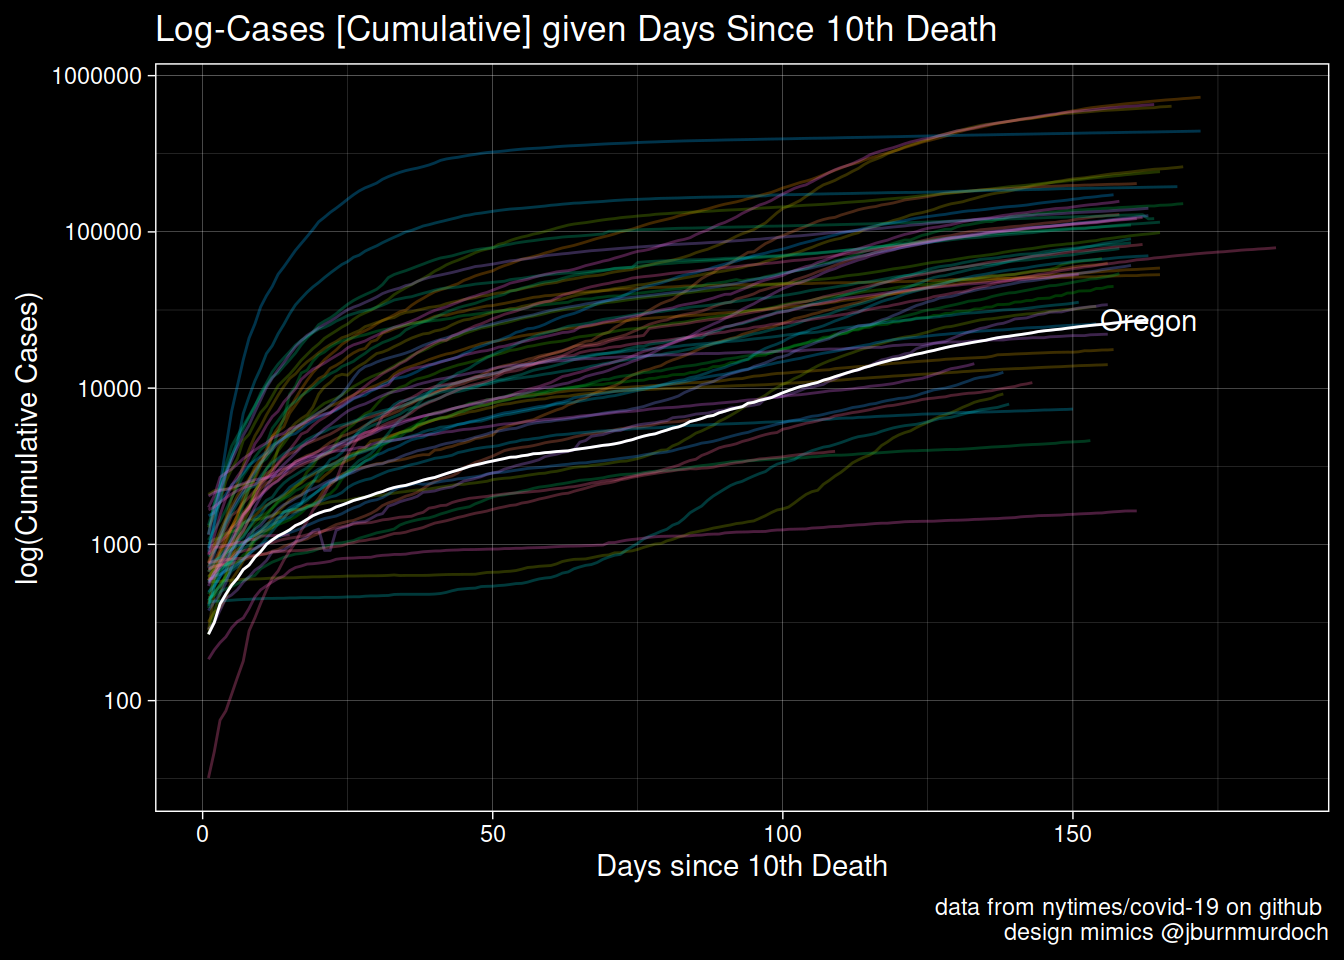 Log-Cases [Cumulative] given Days Since 10th Death
log(Cumulative Cases)
1000000
100000
10000
1000
100
Oregon
0 50 100 150
Days since 10th Death
data from nytimes/covid-19 on github
design mimics @jburnmurdoch